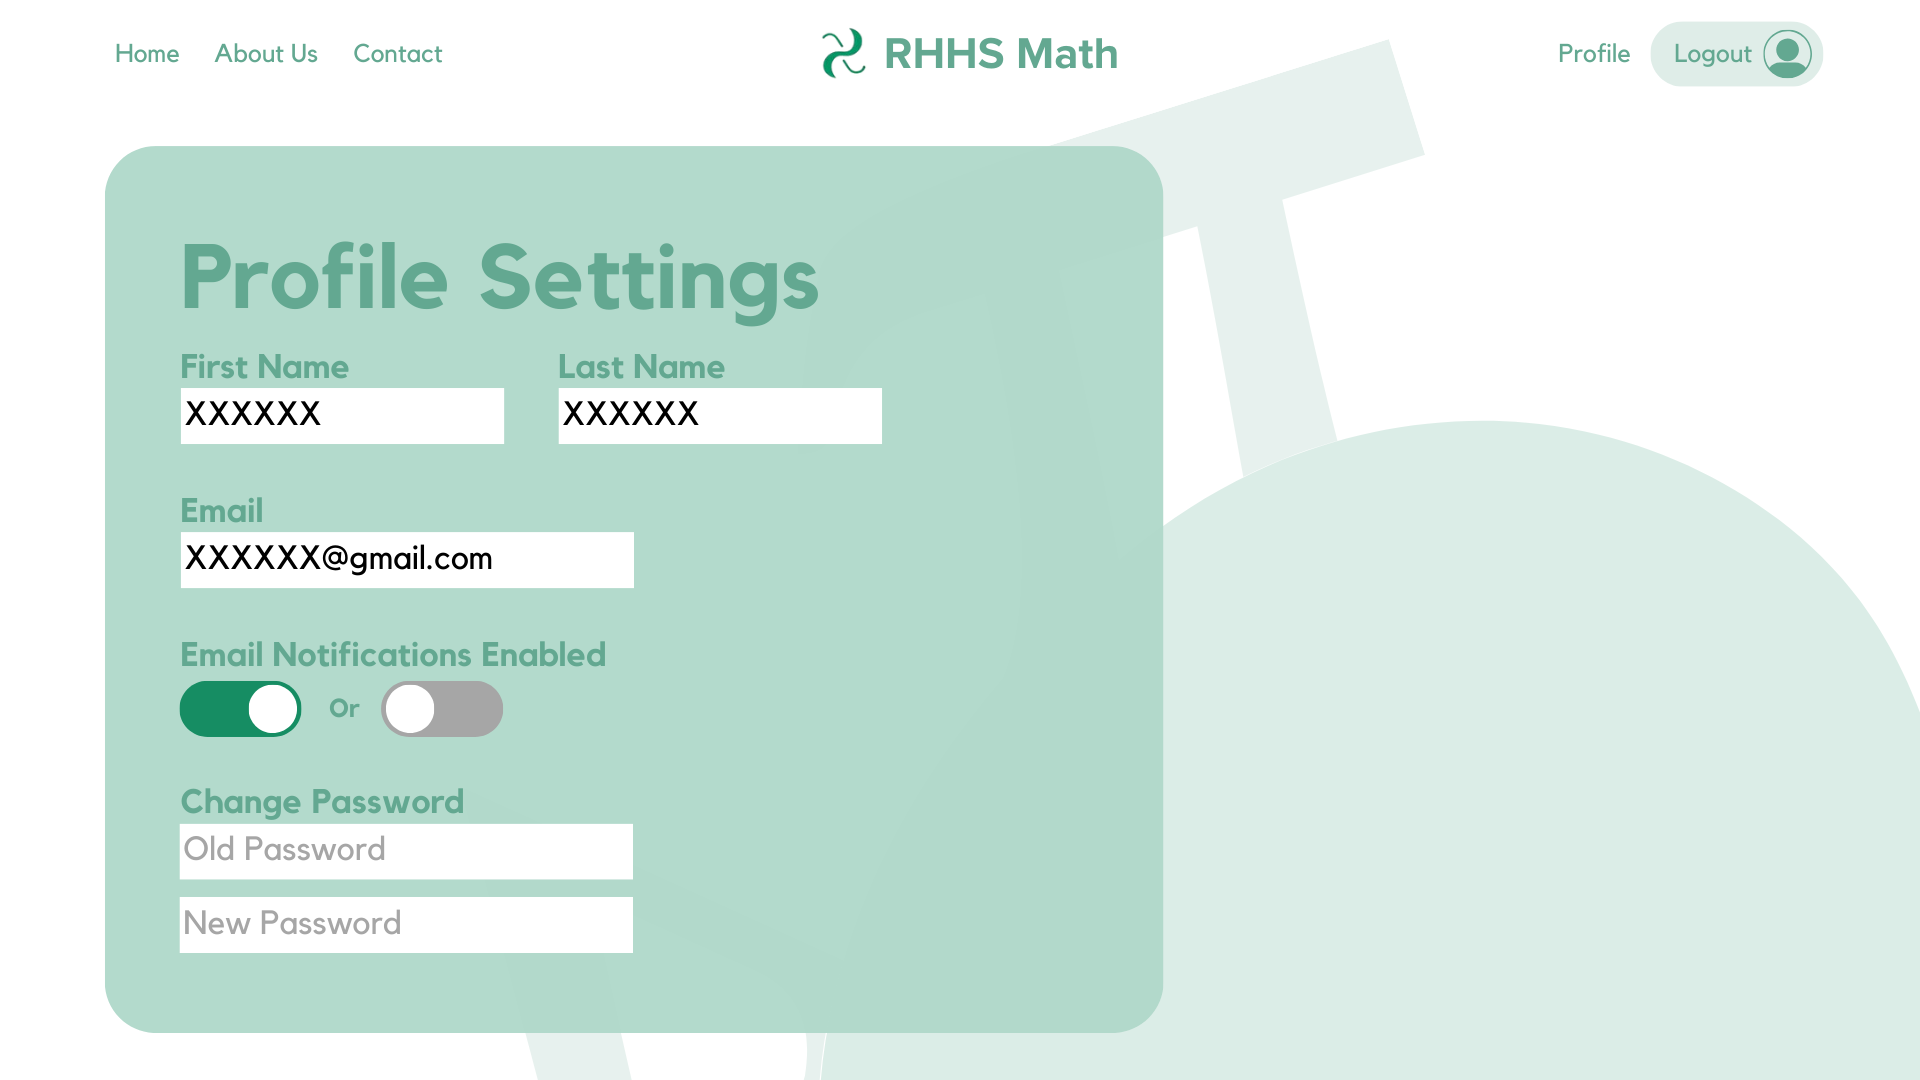 Home About Us Contact RHHS Math Profile Logout
Profile Settings
First Name Last Name
XXXXXX XXXXXX
Email
XXXXXX@gmail.com
Email Notifications Enabled
Or
Change Password
Old Password
New Password